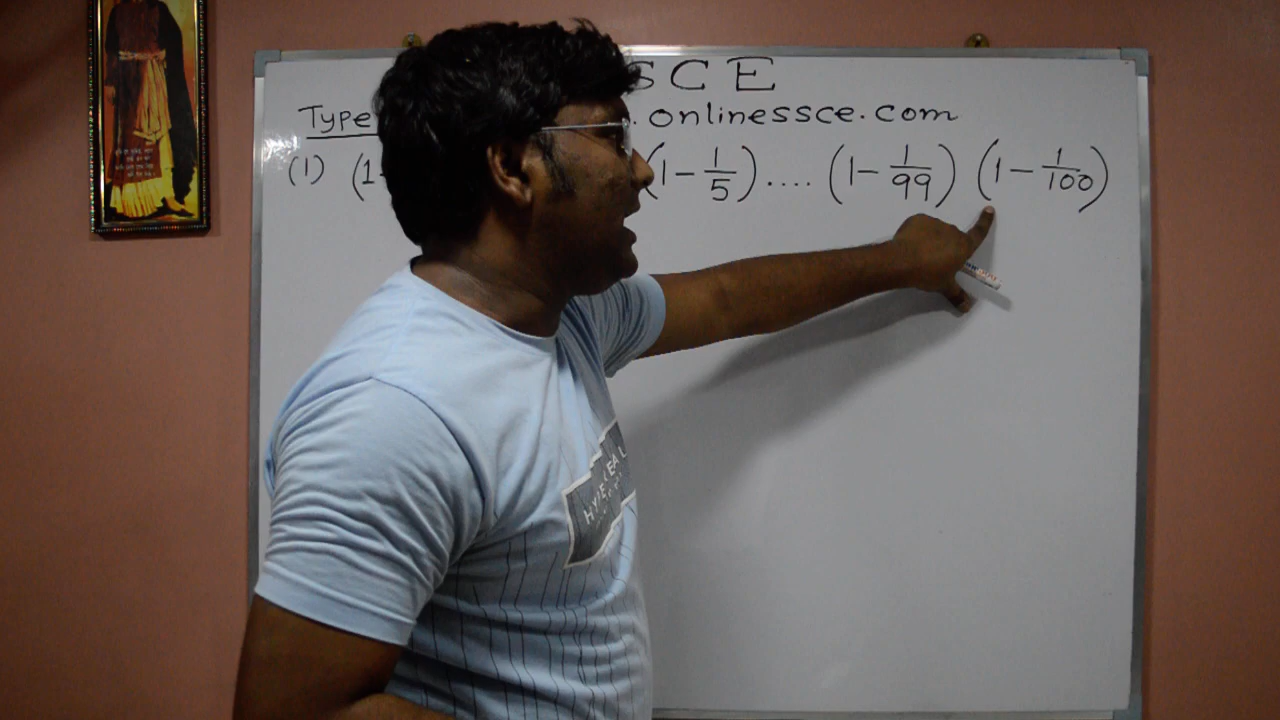 SCE
Type .onlinessce.com
(1) (1- (1-1/5).... (1-1/99) (1-1/100)